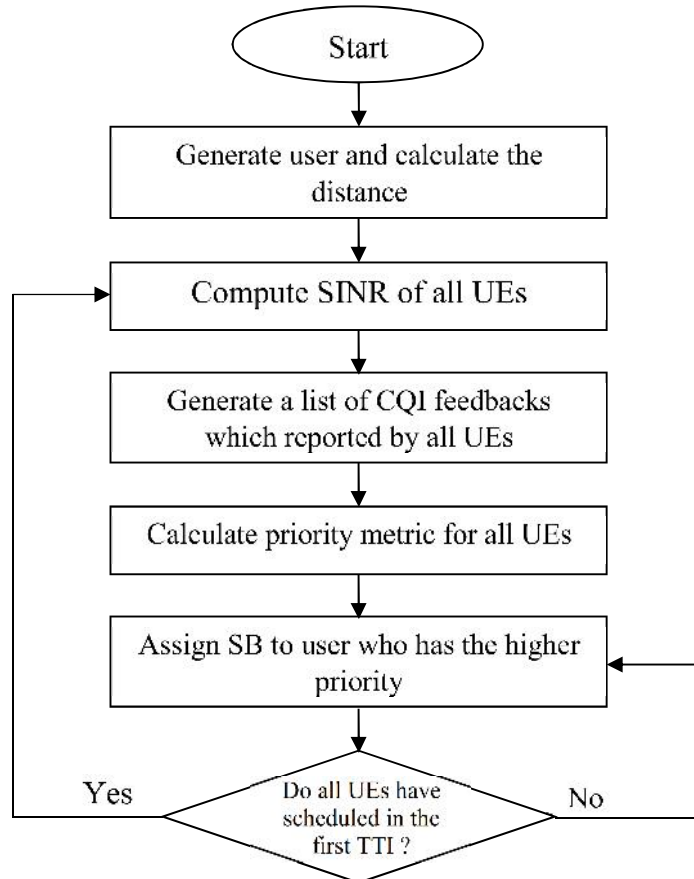 Start
Generate user and calculate the
distance
Compute SINR of all UEs
Generate a list of CQI feedbacks
which reported by all UEs
Calculate priority metric for all UEs
Assign SB to user who has the higher
priority
Yes
Do all UEs have
scheduled in the
first TTI ?
No